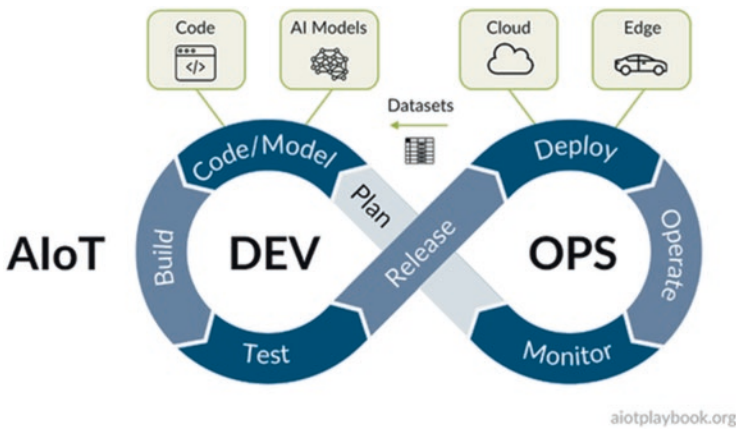 Code
</>
AI Models
Cloud
Edge
Datasets
Code/Model
Plan
Deploy
AIoT
Build
DEV
Release
OPS
Operate
Test
Monitor
aiotplaybook.org